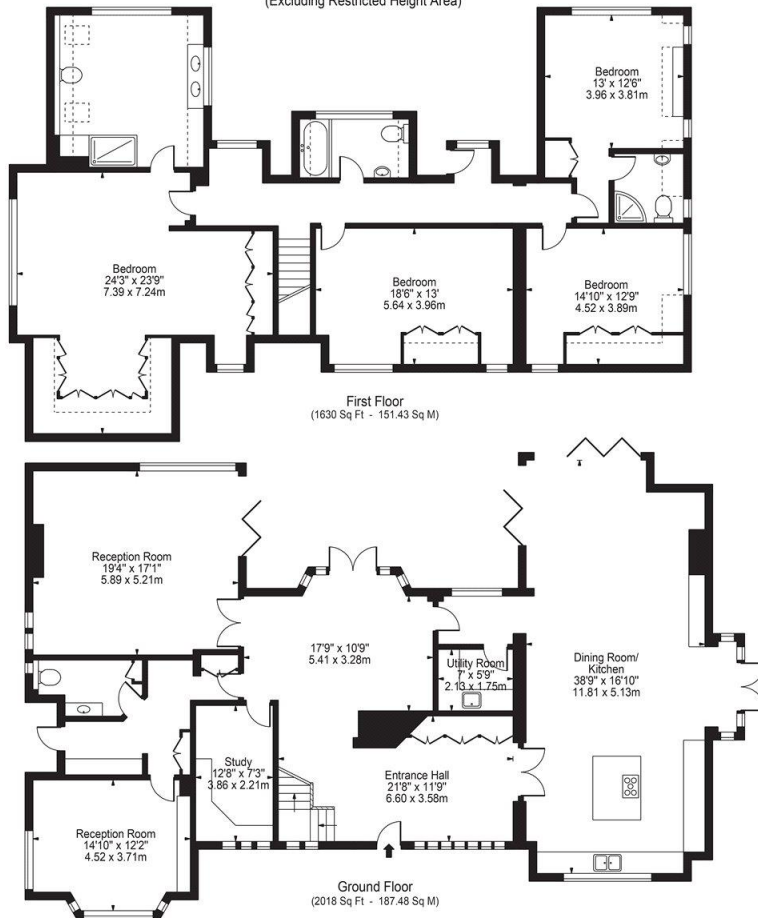 (Excluding Restricted Height Area)
Bedroom
13' x 12'6"
3.96 x 3.81m
Bedroom
24'3" x 23'9"
7.39 x 7.24m
Bedroom
18'6" x 13'
5.64 x 3.96m
Bedroom
14'10" x 12'9"
4.52 x 3.89m
First Floor
(1630 Sq Ft - 151.43 Sq M)
Reception Room
19'4" x 17'1"
5.89 x 5.21m
17'9" x 10'9"
5.41 x 3.28m
Utility Room
7' x 5'9"
2.13 x 1.75m
Dining Room/
Kitchen
38'9" x 16'10"
11.81 x 5.13m
Study
12'8" x 7'3"
3.86 x 2.21m
Entrance Hall
21'8" x 11'9"
6.60 x 3.58m
Reception Room
14'10" x 12'2"
4.52 x 3.71m
Ground Floor
(2018 Sq Ft - 187.48 Sq M)